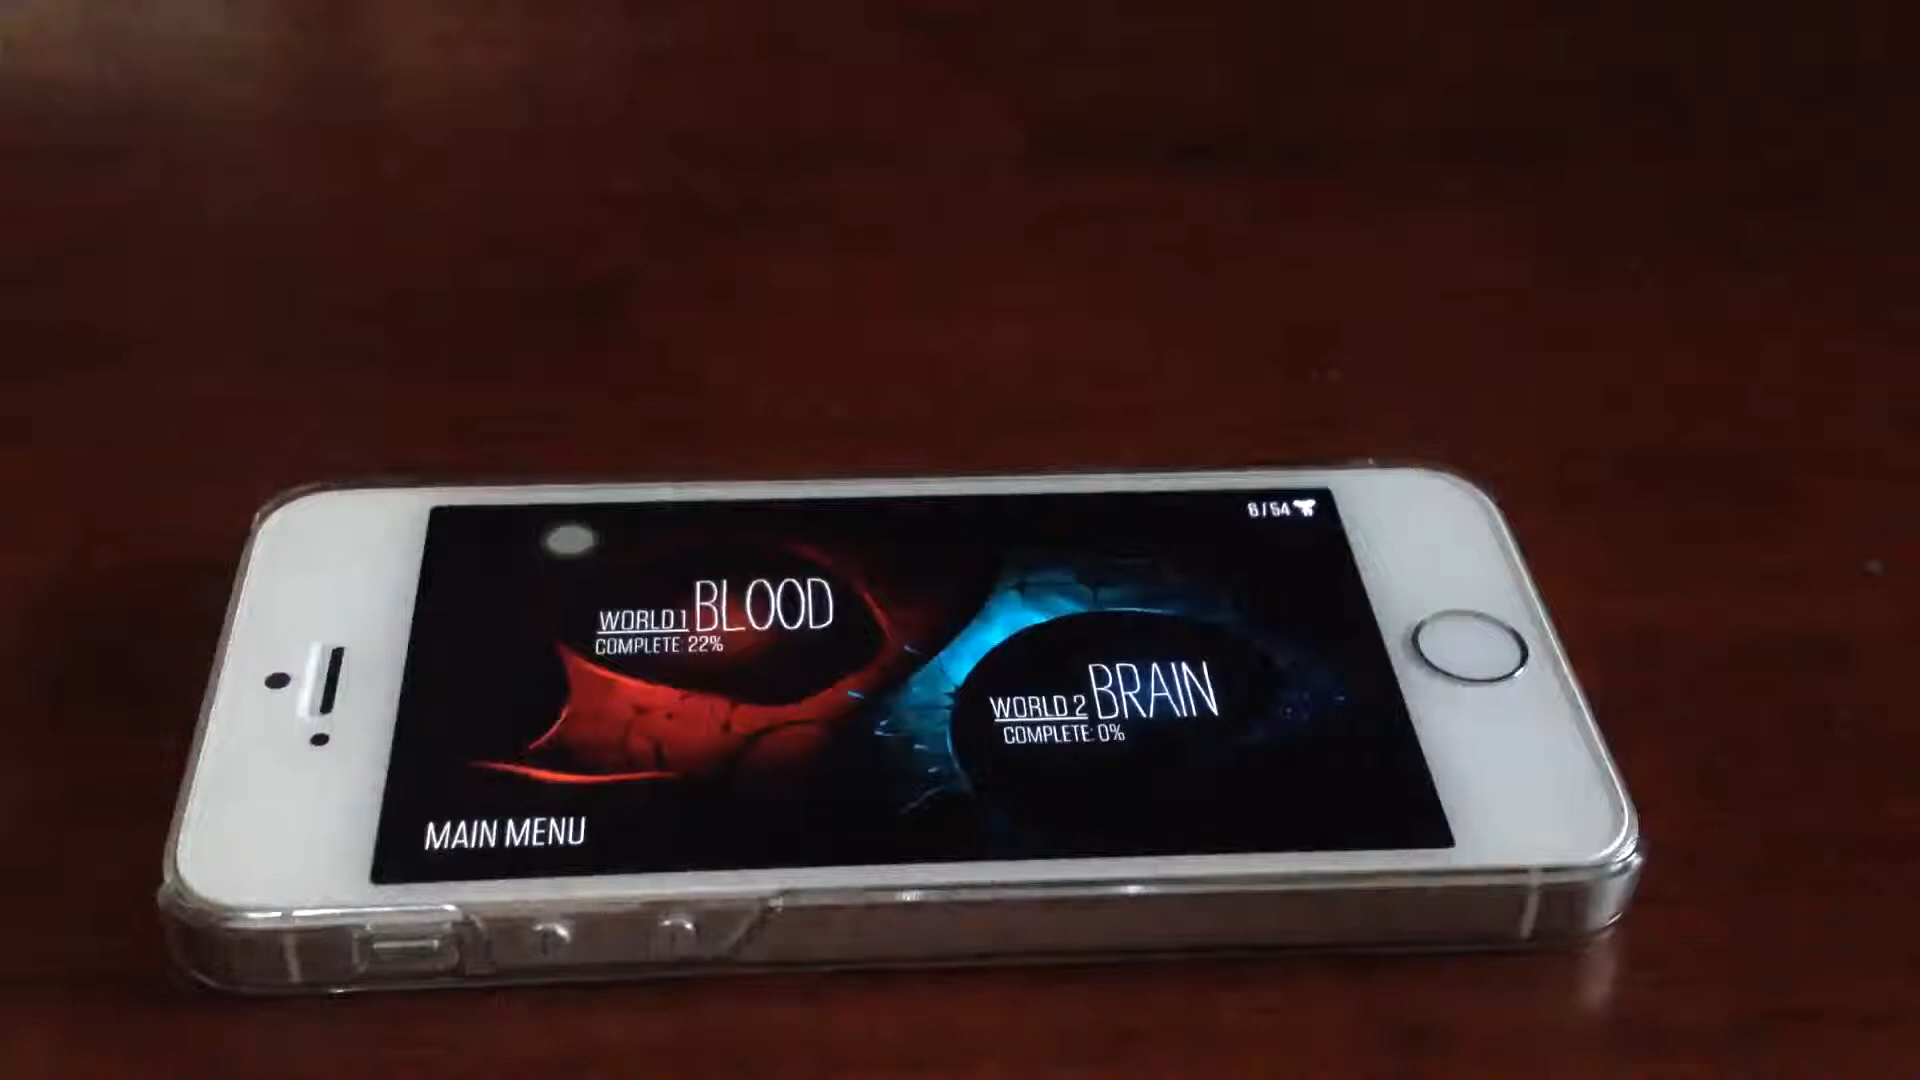 6/54
WORLD 1 BLOOD
COMPLETE: 22%
WORLD 2 BRAIN
COMPLETE: 0%
MAIN MENU